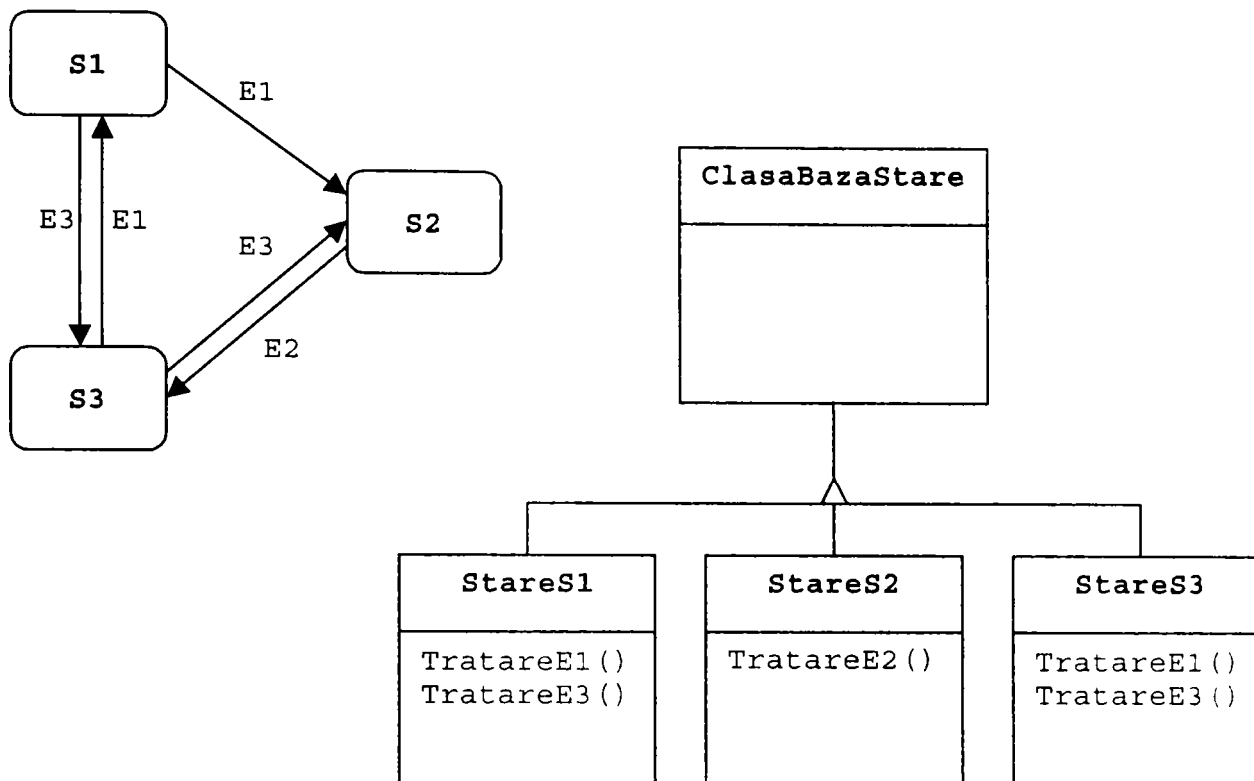 S1
E1
S2
E3
E1
E3
E2
S3
ClasaBazaStare
StareS1
TratareE1()
TratareE3()
StareS2
TratareE2()
StareS3
TratareE1()
TratareE3()